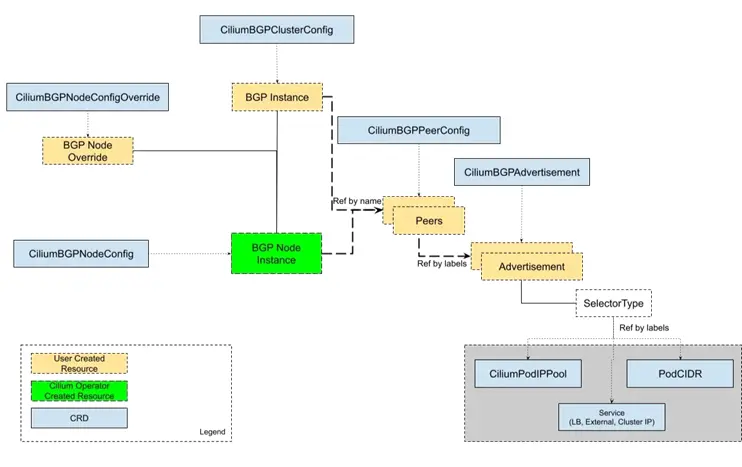 CiliumBGPClusterConfig
CiliumBGPNodeConfigOverride
BGP Instance
CiliumBGPPeerConfig
BGP Node
Override
CiliumBGPAdvertisement
Ref by name
Peers
CiliumBGPNodeConfig
BGP Node
Instance
Ref by labels
Advertisement
SelectorType
Ref by labels
User Created
Resource
CiliumPodIPPool
PodCIDR
Cilium Operator
Created Resource
CRD
Service
(LB, External, Cluster IP)
Legend